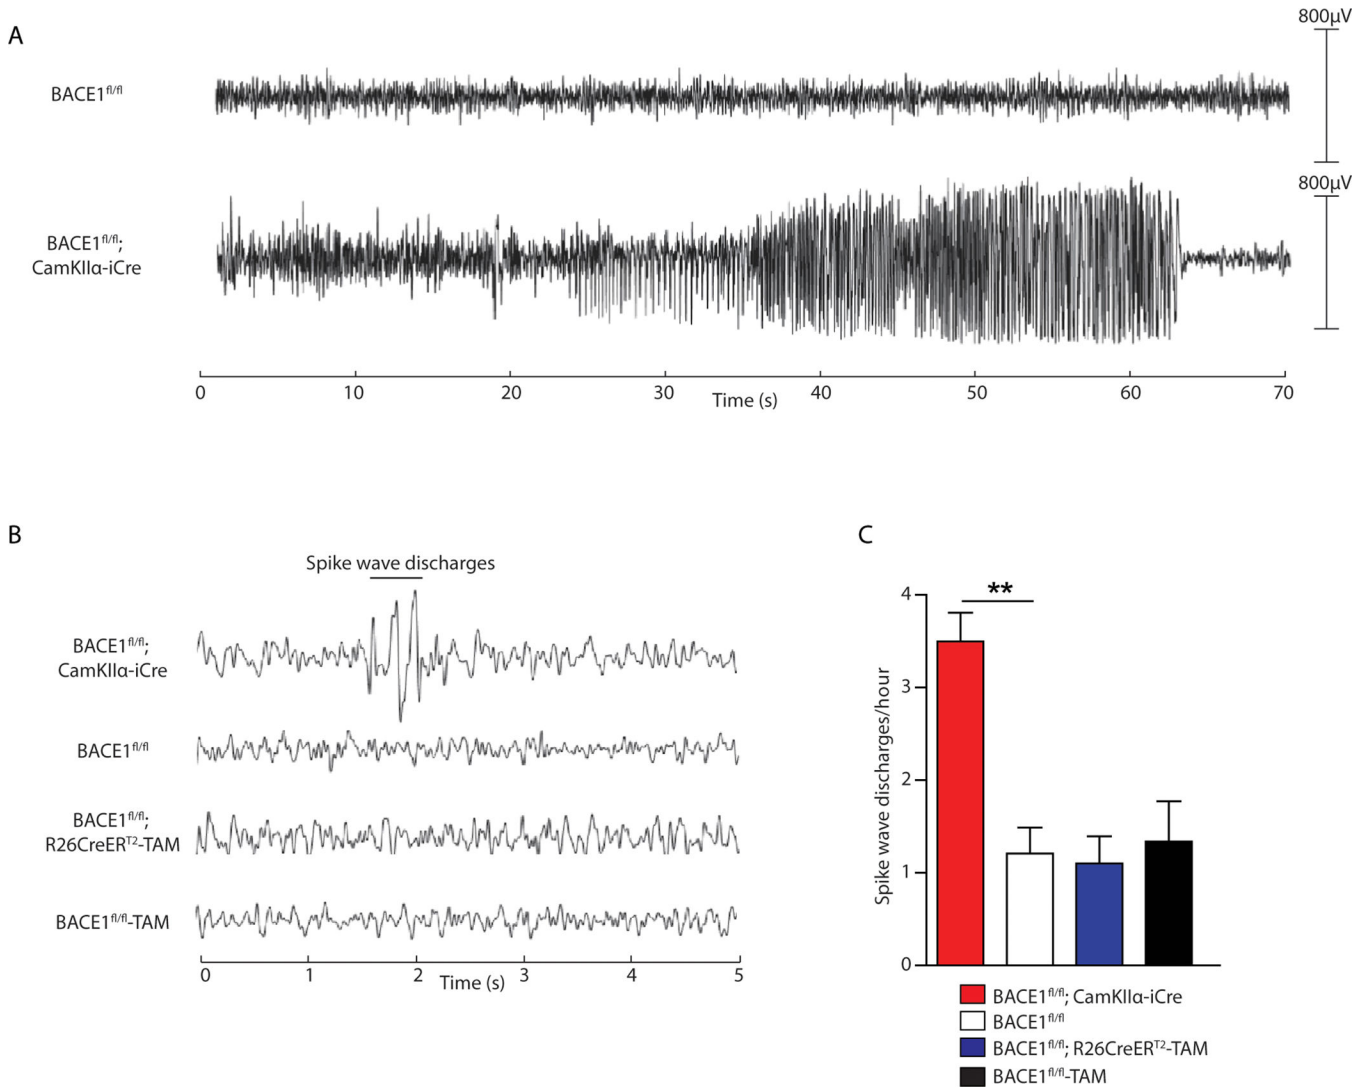 A
800μV
BACE1fl/fl
800μV
BACE1fl/fl;
CamKIIα-iCre
0 10 20 30 40 50 60 70
Time (s)
B
Spike wave discharges
BACE1fl/fl;
CamKIIα-iCre
BACE1fl/fl
BACE1fl/fl;
R26CreERT2-TAM
BACE1fl/fl-TAM
0 1 2 3 4 5
Time (s)
C
**
4
3
2
1
0
Spike wave discharges/hour
BACE1fl/fl; CamKIIα-iCre
BACE1fl/fl
BACE1fl/fl; R26CreERT2-TAM
BACE1fl/fl-TAM